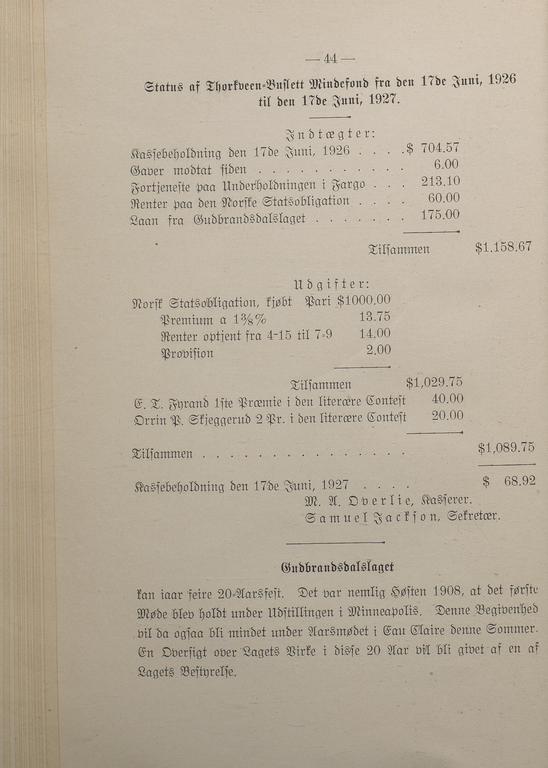 — 44 —
Status af Thorkveen-Buslett Mindefond fra den 17de Juni, 1926
til den 17de Juni, 1927.
Indtægter:
Kassebeholdning den 17de Juni, 1926 . . . . $ 704.57
Gaver modtat siden . . . . . . . . . . . 6.00
Fortjeneste paa Underholdningen i Fargo . . . 213.10
Renter paa den Norske Statsobligation . . . . 60.00
Laan fra Gudbrandsdalslaget . . . . . . . 175.00
Tilsammen $1.158.67
Udgifter:
Norsk Statsobligation, kjøbt Pari $1000.00
Premium a 1⅜% 13.75
Renter optjent fra 4-15 til 7-9 14.00
Provision 2.00
Tilsammen $1,029.75
E. T. Fyrand 1ste Præmie i den literære Contest 40.00
Orrin P. Skjeggerud 2 Pr. i den literære Contest 20.00
Tilsammen . . . . . . . . . . . . . . . $1,089.75
Kassebeholdning den 17de Juni, 1927 . . . . $ 68.92
M. A. Overlie, Kasserer.
Samuel Jackson, Sekretær.
Gudbrandsdalslaget
kan iaar feire 20-Aarsfest. Det var nemlig Høsten 1908, at det første
Møde blev holdt under Udstillingen i Minneapolis. Denne Begivenhed
vil da ogsaa bli mindet under Aarsmødet i Eau Claire denne Sommer.
En Oversigt over Lagets Virke i disse 20 Aar vil bli givet af en af
Lagets Bestyrelse.